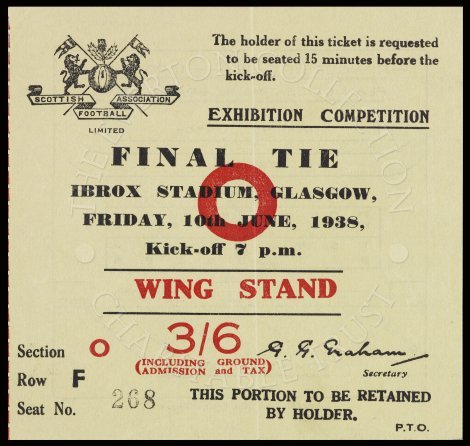 The holder of this ticket is requested
to be seated 15 minutes before the
kick-off.
SCOTTISH ASSOCIATION
FOOTBALL
LIMITED
EXHIBITION COMPETITION
FINAL TIE
IBROX STADIUM, GLASGOW,
FRIDAY, 10th JUNE, 1938,
Kick-off 7 p.m.
WING STAND
Section O
3/6
(INCLUDING GROUND
ADMISSION and TAX)
G. G. Graham
Secretary
Row F
Seat No. 268
THIS PORTION TO BE RETAINED
BY HOLDER.
P.T.O.